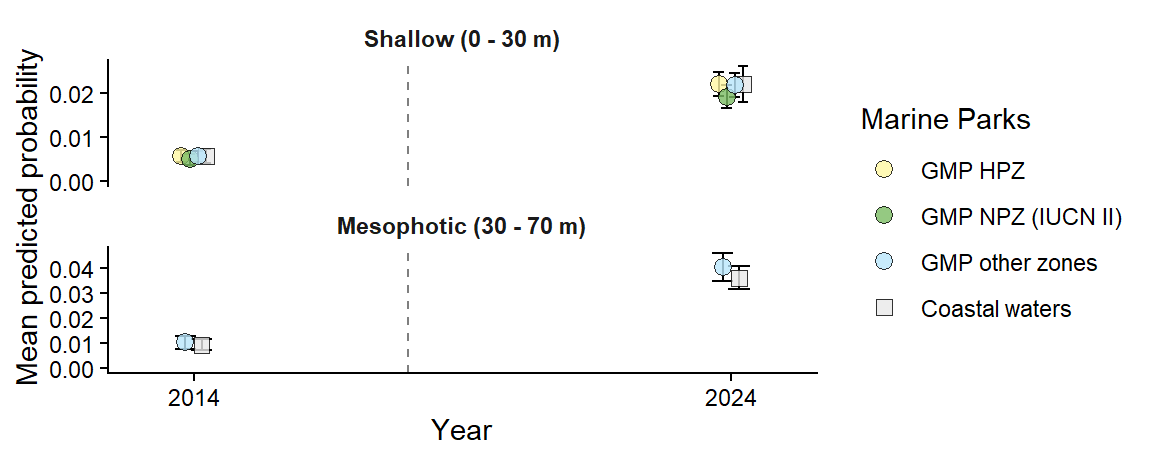 Shallow (0 - 30 m)
Mean predicted probability
0.02
0.01
0.00
Mesophotic (30 - 70 m)
0.04
0.03
0.02
0.01
0.00
2014
2024
Year
Marine Parks
GMP HPZ
GMP NPZ (IUCN II)
GMP other zones
Coastal waters